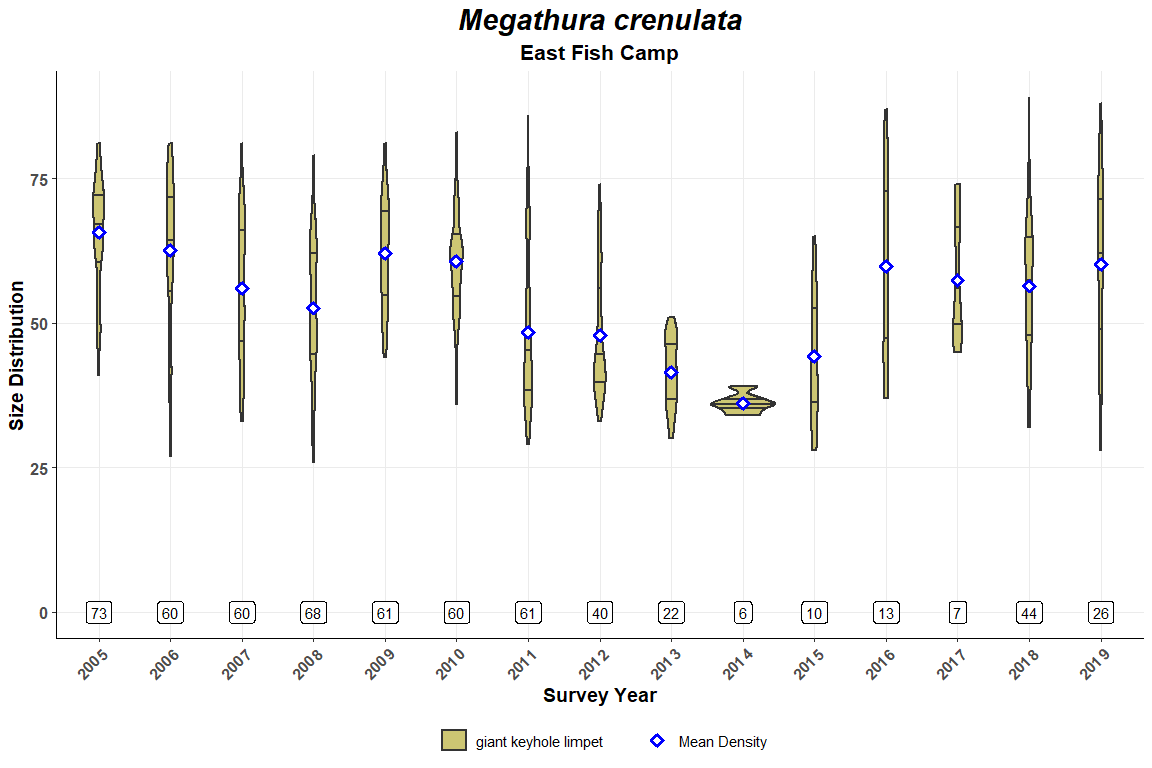 Megathura crenulata
East Fish Camp
Size Distribution
75
50
25
0
73 60 60 68 61 60 61 40 22 6 10 13 7 44 26
2005 2006 2007 2008 2009 2010 2011 2012 2013 2014 2015 2016 2017 2018 2019
Survey Year
giant keyhole limpet Mean Density